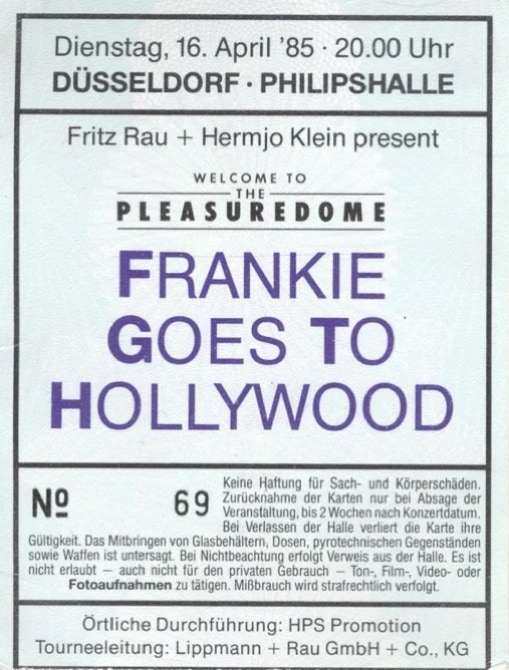 Dienstag, 16. April '85 · 20.00 Uhr
DÜSSELDORF · PHILIPSHALLE
Fritz Rau + Hermjo Klein present
WELCOME TO
THE
PLEASUREDOME
FRANKIE
GOES TO
HOLLYWOOD
Nº 69
Keine Haftung für Sach- und Körperschäden.
Zurücknahme der Karten nur bei Absage der
Veranstaltung, bis 2 Wochen nach Konzertdatum.
Bei Verlassen der Halle verliert die Karte ihre
Gültigkeit. Das Mitbringen von Glasbehältern, Dosen, pyrotechnischen Gegenständen
sowie Waffen ist untersagt. Bei Nichtbeachtung erfolgt Verweis aus der Halle. Es ist
nicht erlaubt – auch nicht für den privaten Gebrauch – Ton-, Film-, Video- oder
Fotoaufnahmen zu tätigen. Mißbrauch wird strafrechtlich verfolgt.
Örtliche Durchführung: HPS Promotion
Tourneeleitung: Lippmann + Rau GmbH + Co., KG